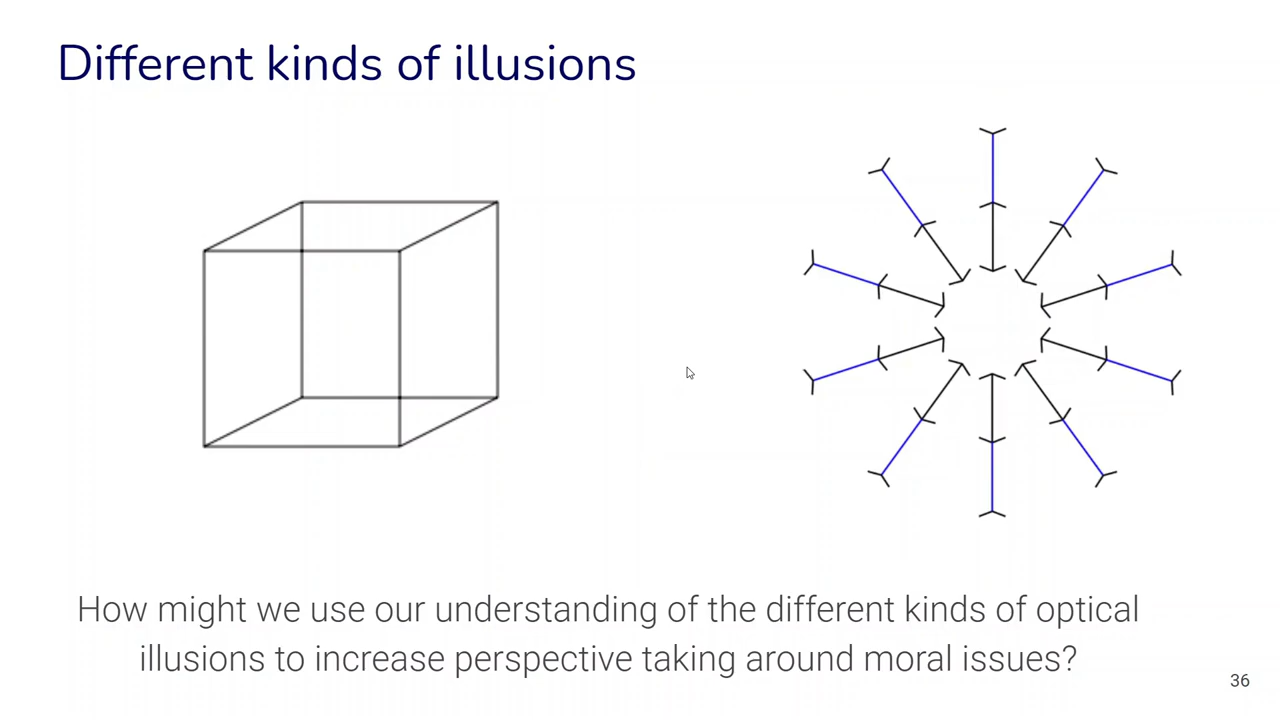 Different kinds of illusions
How might we use our understanding of the different kinds of optical
illusions to increase perspective taking around moral issues?
36